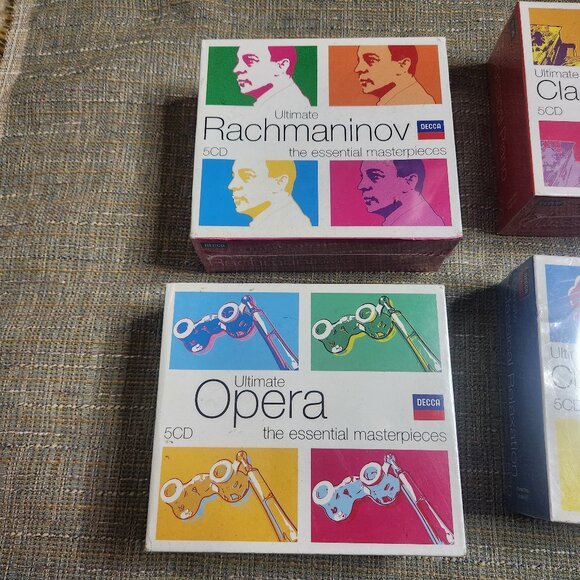 Ultimate
Rachmaninov
DECCA
5CD the essential masterpieces
DECCA
Ultimate
Cla
5CD
Ultimate
Opera
DECCA
5CD the essential masterpieces
Ulti
5CD